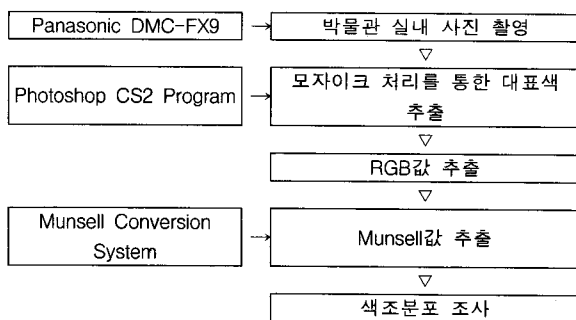 Panasonic DMC-FX9 → 박물관 실내 사진 촬영
▽
Photoshop CS2 Program → 모자이크 처리를 통한 대표색
추출
▽
RGB값 추출
▽
Munsell Conversion
System → Munsell값 추출
▽
색조분포 조사